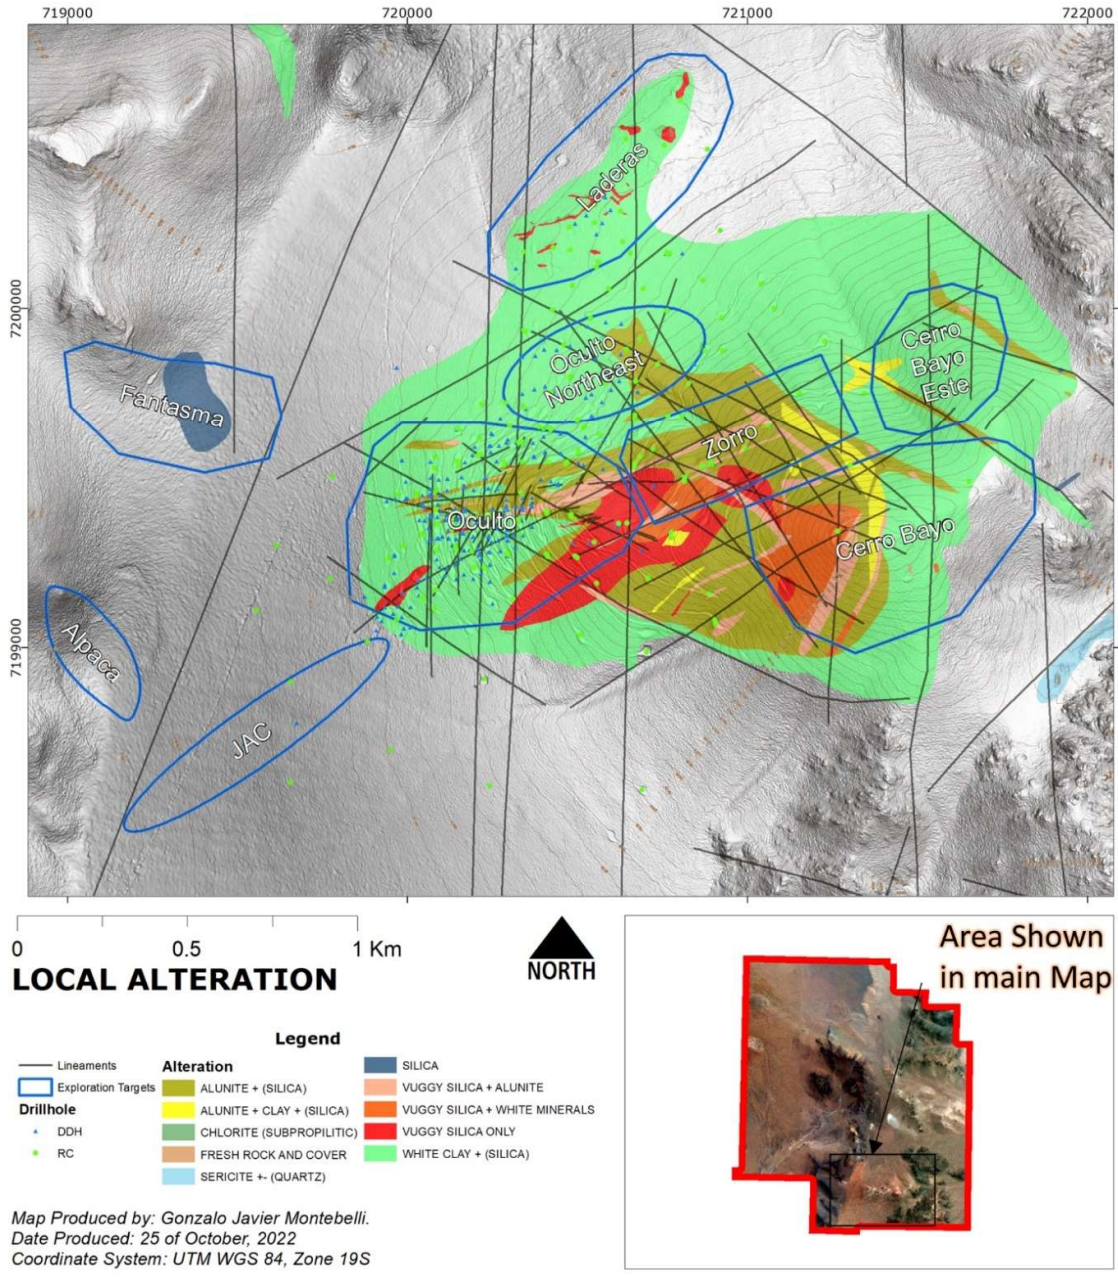 719000
720000
721000
722000
7200000
7199000
Laderas
Oculto
Northeast
Cerro
Bayo
Este
Fantasma
Zorro
Oculto
Cerro Bayo
Alpaca
JAC
0
0.5
1 Km
NORTH
LOCAL ALTERATION
Legend
Lineaments
Exploration Targets
Drillhole
DDH
RC
Alteration
ALUNITE + (SILICA)
ALUNITE + CLAY + (SILICA)
CHLORITE (SUBPROPILITIC)
FRESH ROCK AND COVER
SERICITE +- (QUARTZ)
SILICA
VUGGY SILICA + ALUNITE
VUGGY SILICA + WHITE MINERALS
VUGGY SILICA ONLY
WHITE CLAY + (SILICA)
Map Produced by: Gonzalo Javier Montebelli.
Date Produced: 25 of October, 2022
Coordinate System: UTM WGS 84, Zone 19S
Area Shown
in main Map